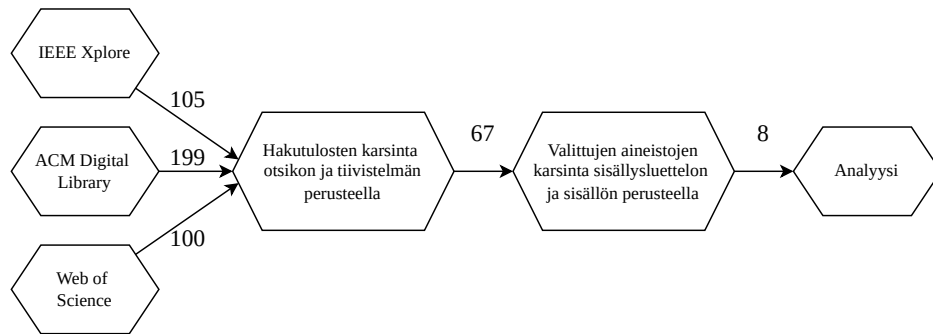 IEEE Xplore
105
ACM Digital
Library
199
Web of
Science
100
Hakutulosten karsinta
otsikon ja tiivistelmän
perusteella
67
Valittujen aineistojen
karsinta sisällysluettelon
ja sisällön perusteella
8
Analyysi